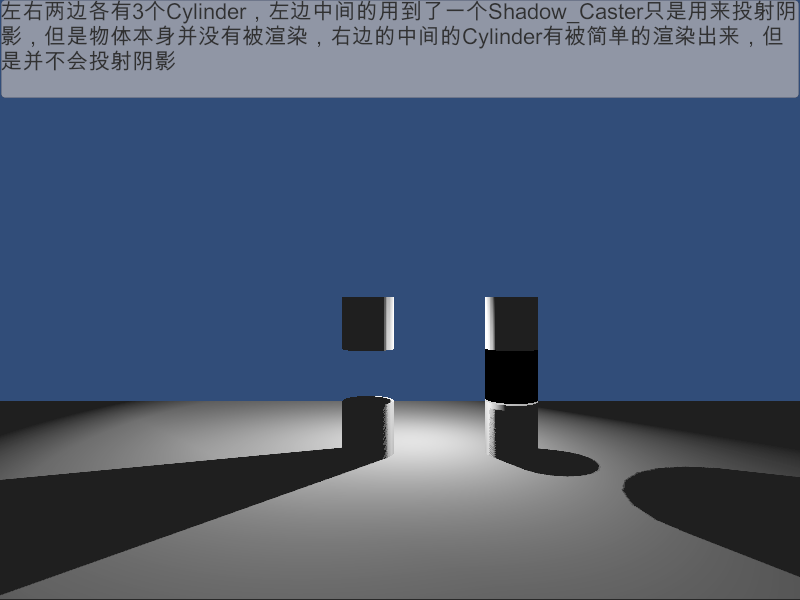 左右两边各有3个Cylinder，左边中间的用到了一个Shadow_Caster只是用来投射阴
影，但是物体本身并没有被渲染，右边的中间的Cylinder有被简单的渲染出来，但
是并不会投射阴影